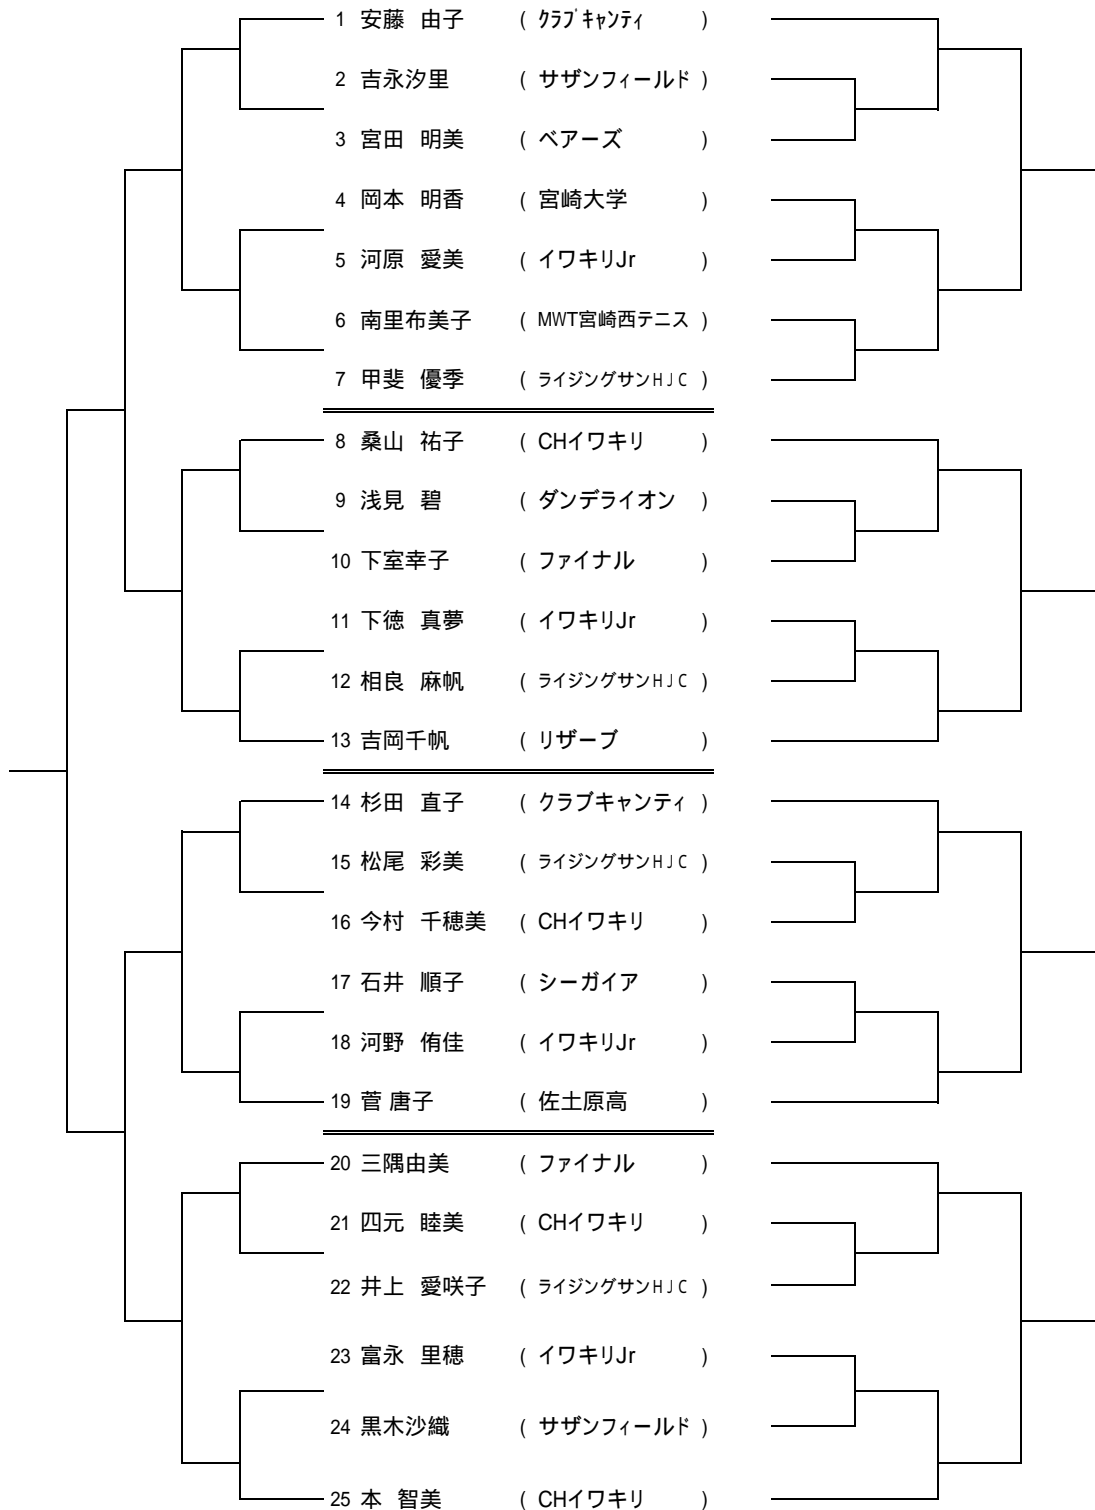 1 安藤 由子 ( クラブキャンティ )
2 吉永汐里 ( サザンフィールド )
3 宮田 明美 ( ベアーズ )
4 岡本 明香 ( 宮崎大学 )
5 河原 愛美 ( イワキリJr )
6 南里布美子 ( MWT宮崎西テニス )
7 甲斐 優季 ( ライジングサンHJC )
8 桑山 祐子 ( CHイワキリ )
9 浅見 碧 ( ダンデライオン )
10 下室幸子 ( ファイナル )
11 下徳 真夢 ( イワキリJr )
12 相良 麻帆 ( ライジングサンHJC )
13 吉岡千帆 ( リザーブ )
14 杉田 直子 ( クラブキャンティ )
15 松尾 彩美 ( ライジングサンHJC )
16 今村 千穂美 ( CHイワキリ )
17 石井 順子 ( シーガイア )
18 河野 侑佳 ( イワキリJr )
19 菅 唐子 ( 佐土原高 )
20 三隅由美 ( ファイナル )
21 四元 睦美 ( CHイワキリ )
22 井上 愛咲子 ( ライジングサンHJC )
23 富永 里穂 ( イワキリJr )
24 黒木沙織 ( サザンフィールド )
25 本 智美 ( CHイワキリ )